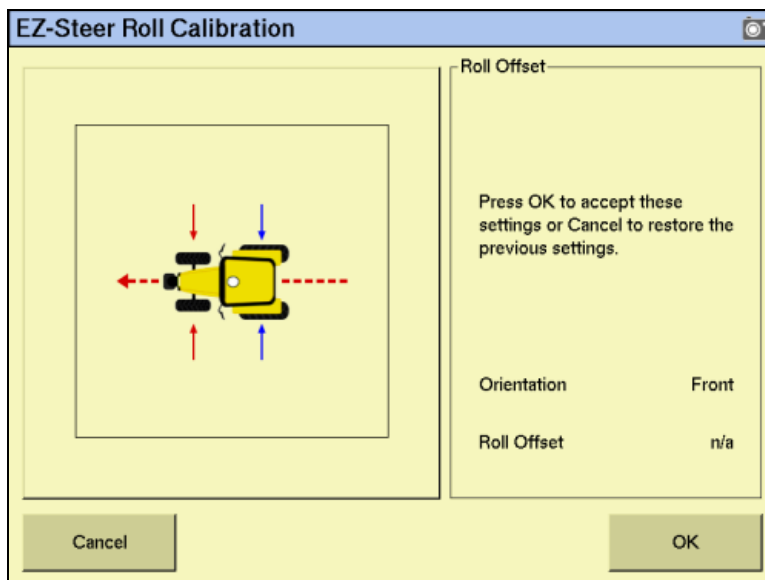 EZ-Steer Roll Calibration
Roll Offset
Press OK to accept these
settings or Cancel to restore the
previous settings.
Orientation Front
Roll Offset n/a
Cancel OK